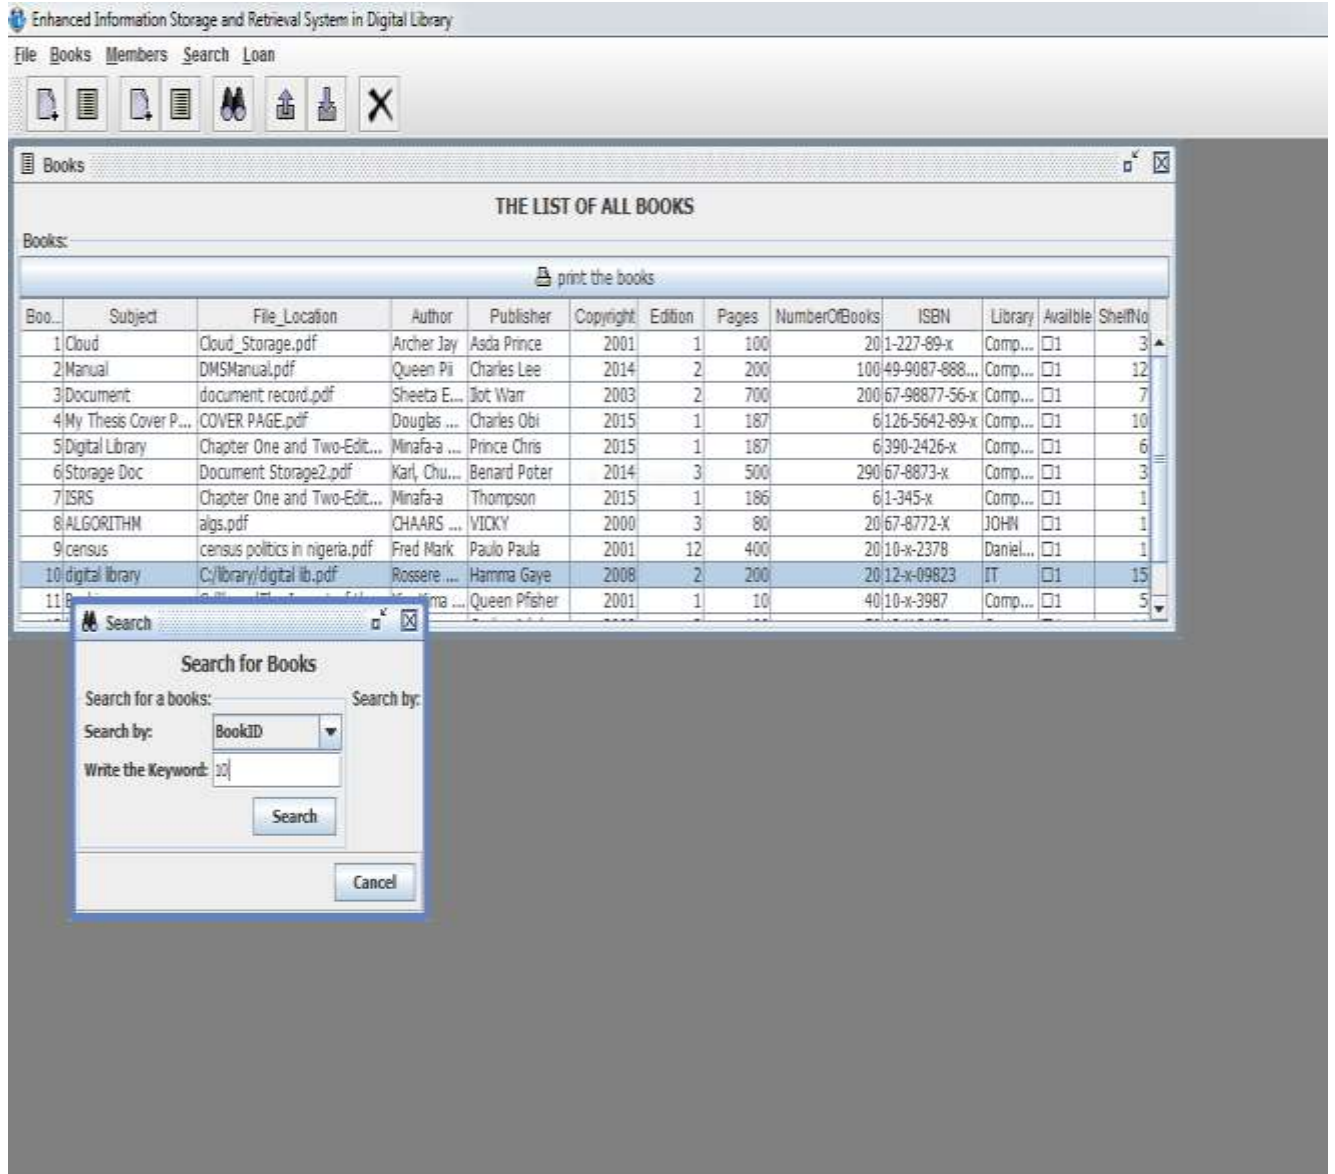 Enhanced Information Storage and Retrieval System in Digital Library
File Books Members Search Loan
Books
THE LIST OF ALL BOOKS
Books:
print the books
Boo... Subject File_Location Author Publisher Copyright Edition Pages NumberOfBooks ISBN Library Availble ShelfNo
1 Cloud Cloud_Storage.pdf Archer Jay Asda Prince 2001 1 100 20 1-227-89-x Comp... 1 3
2 Manual DMSManual.pdf Queen Pii Charles Lee 2014 2 200 100 49-9087-888... Comp... 1 12
3 Document document record.pdf Sheeta E... Ilot Warr 2003 2 700 200 67-98877-56-x Comp... 1 7
4 My Thesis Cover P... COVER PAGE.pdf Douglas ... Charles Obi 2015 1 187 6 126-5642-89-x Comp... 1 10
5 Digital Library Chapter One and Two-Edit... Minafa-a ... Prince Chris 2015 1 187 6 390-2426-x Comp... 1 6
6 Storage Doc Document Storage2.pdf Karl, Chu... Benard Poter 2014 3 500 290 67-8873-x Comp... 1 3
7 ISRS Chapter One and Two-Edit... Minafa-a Thompson 2015 1 186 6 1-345-x Comp... 1 1
8 ALGORITHM algs.pdf CHAARS ... VICKY 2000 3 80 20 67-8772-X JOHN 1 1
9 census census politics in nigeria.pdf Fred Mark Paulo Paula 2001 12 400 20 10-x-2378 Daniel... 1 1
10 digital library C:/library/digital lib.pdf Rossere ... Hamma Gaye 2008 2 200 20 12-x-09823 IT 1 15
11 ... Queen Pfisher 2001 1 10 40 10-x-3987 Comp... 1 5
Search
Search for Books
Search for a books: Search by:
Search by: BookID
Write the Keyword: 10
Search
Cancel